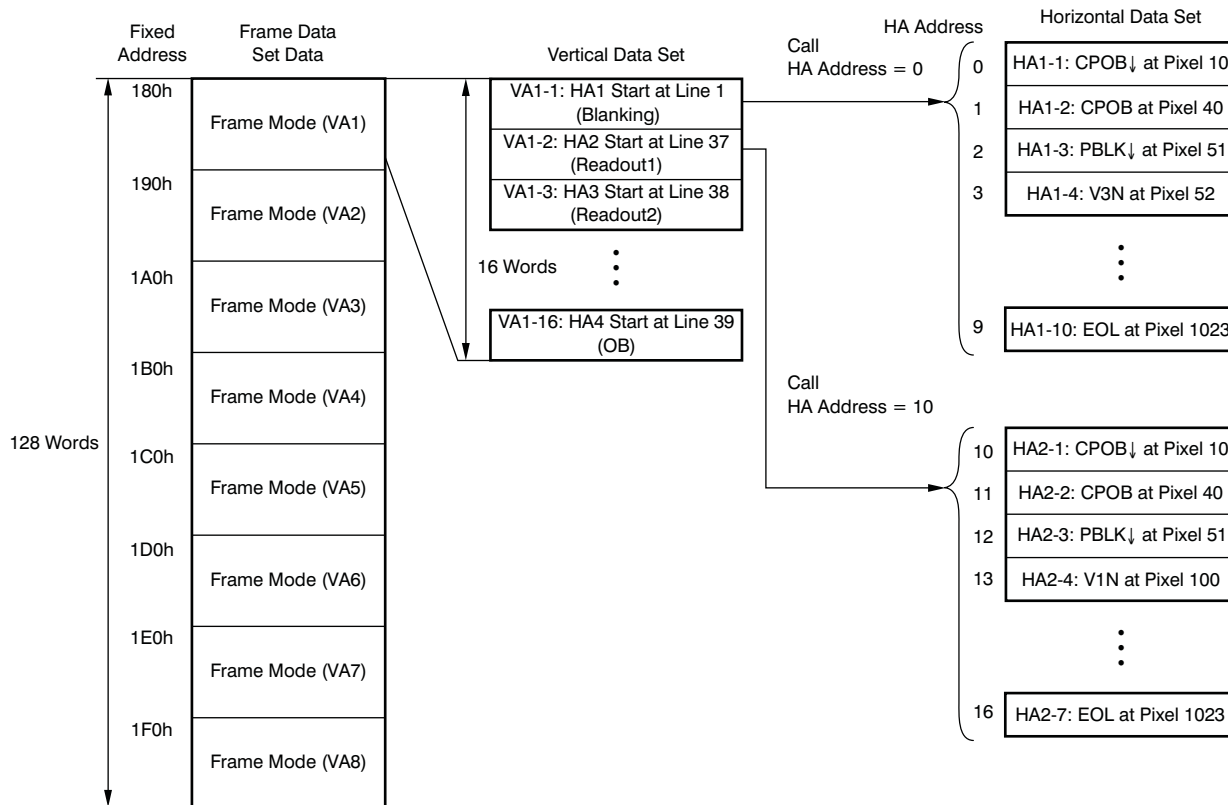 Fixed
Address
Frame Data
Set Data
180h
Frame Mode (VA1)
190h
Frame Mode (VA2)
1A0h
Frame Mode (VA3)
1B0h
Frame Mode (VA4)
128 Words
1C0h
Frame Mode (VA5)
1D0h
Frame Mode (VA6)
1E0h
Frame Mode (VA7)
1F0h
Frame Mode (VA8)
Vertical Data Set
VA1-1: HA1 Start at Line 1
(Blanking)
VA1-2: HA2 Start at Line 37
(Readout1)
VA1-3: HA3 Start at Line 38
(Readout2)
16 Words
VA1-16: HA4 Start at Line 39
(OB)
Call
HA Address = 0
HA Address
Horizontal Data Set
0 HA1-1: CPOB↓ at Pixel 10
1 HA1-2: CPOB at Pixel 40
2 HA1-3: PBLK↓ at Pixel 51
3 HA1-4: V3N at Pixel 52
9 HA1-10: EOL at Pixel 1023
Call
HA Address = 10
10 HA2-1: CPOB↓ at Pixel 10
11 HA2-2: CPOB at Pixel 40
12 HA2-3: PBLK↓ at Pixel 51
13 HA2-4: V1N at Pixel 100
16 HA2-7: EOL at Pixel 1023